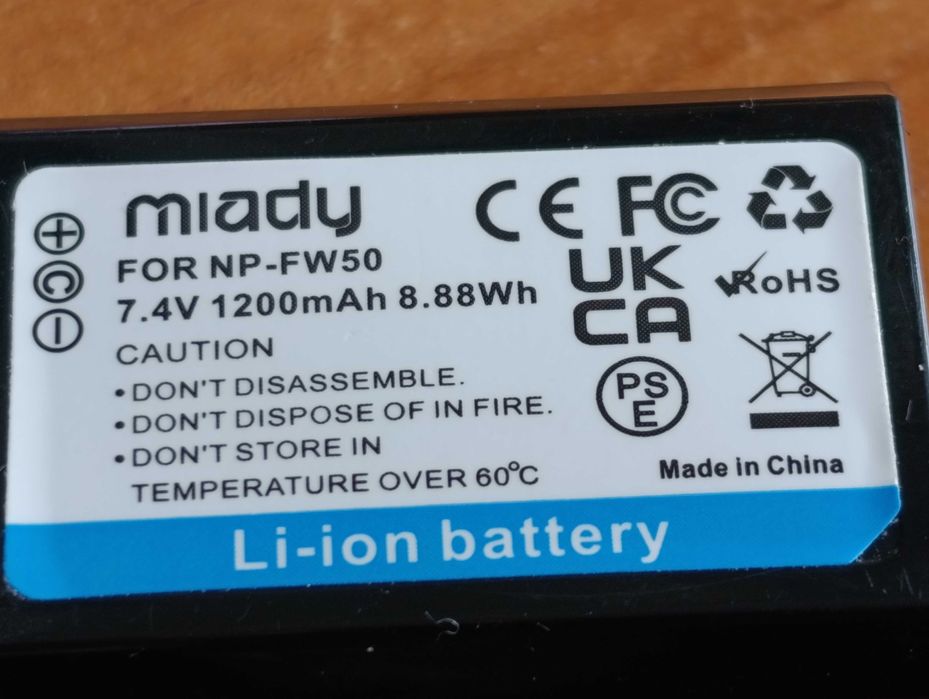 mıady
FOR NP-FW50
7.4V 1200mAh 8.88Wh
CAUTION
•DON'T DISASSEMBLE.
•DON'T DISPOSE OF IN FIRE.
•DON'T STORE IN
TEMPERATURE OVER 60℃
CE FC
UK
CA
RoHS
PS
E
Made in China
Li-ion battery
+
C
−